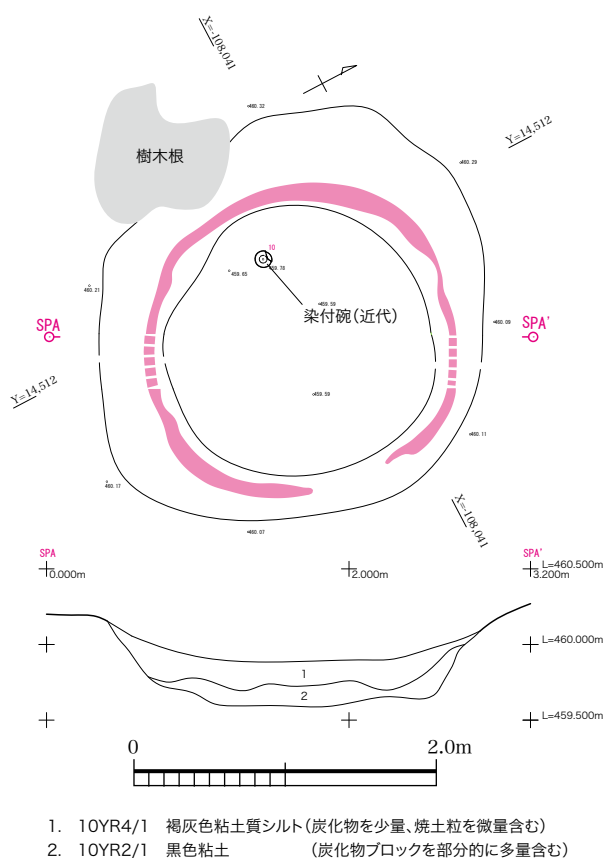 X=-108,041
Y=14,512
460.32
460.29
樹木根
10
459.78
459.65
460.21
459.59
染付碗(近代)
SPA
SPA'
460.09
Y=14,512
459.59
460.11
460.17
X=-108,041
460.07
SPA
SPA'
0.000m
2.000m
3.200m
L=460.500m
1
L=460.000m
2
L=459.500m
0
2.0m
1. 10YR4/1 褐灰色粘土質シルト(炭化物を少量、焼土粒を微量含む)
2. 10YR2/1 黒色粘土 (炭化物ブロックを部分的に多量含む)